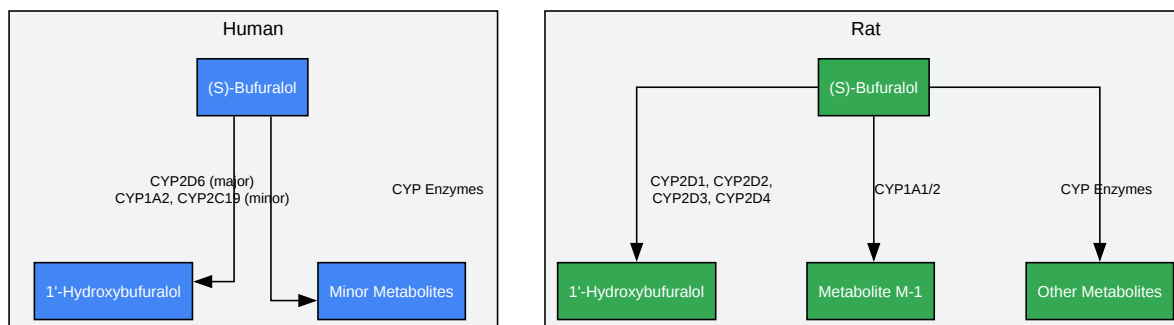 Human
(S)-Bufuralol
CYP2D6 (major)
CYP1A2, CYP2C19 (minor)
CYP Enzymes
1'-Hydroxybufuralol
Minor Metabolites
Rat
(S)-Bufuralol
CYP2D1, CYP2D2,
CYP2D3, CYP2D4
CYP1A1/2
CYP Enzymes
1'-Hydroxybufuralol
Metabolite M-1
Other Metabolites